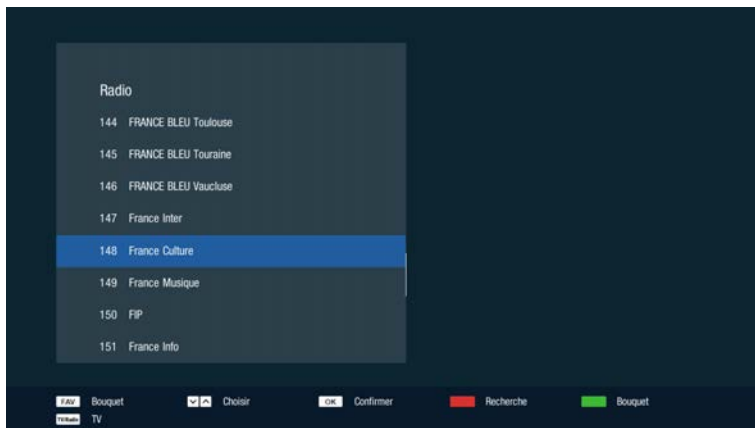 Radio
144 FRANCE BLEU Toulouse
145 FRANCE BLEU Touraine
146 FRANCE BLEU Vaucluse
147 France Inter
148 France Culture
149 France Musique
150 FIP
151 France Info
FAV Bouquet Choisir OK Confirmer Recherche Bouquet
TV/Radio TV